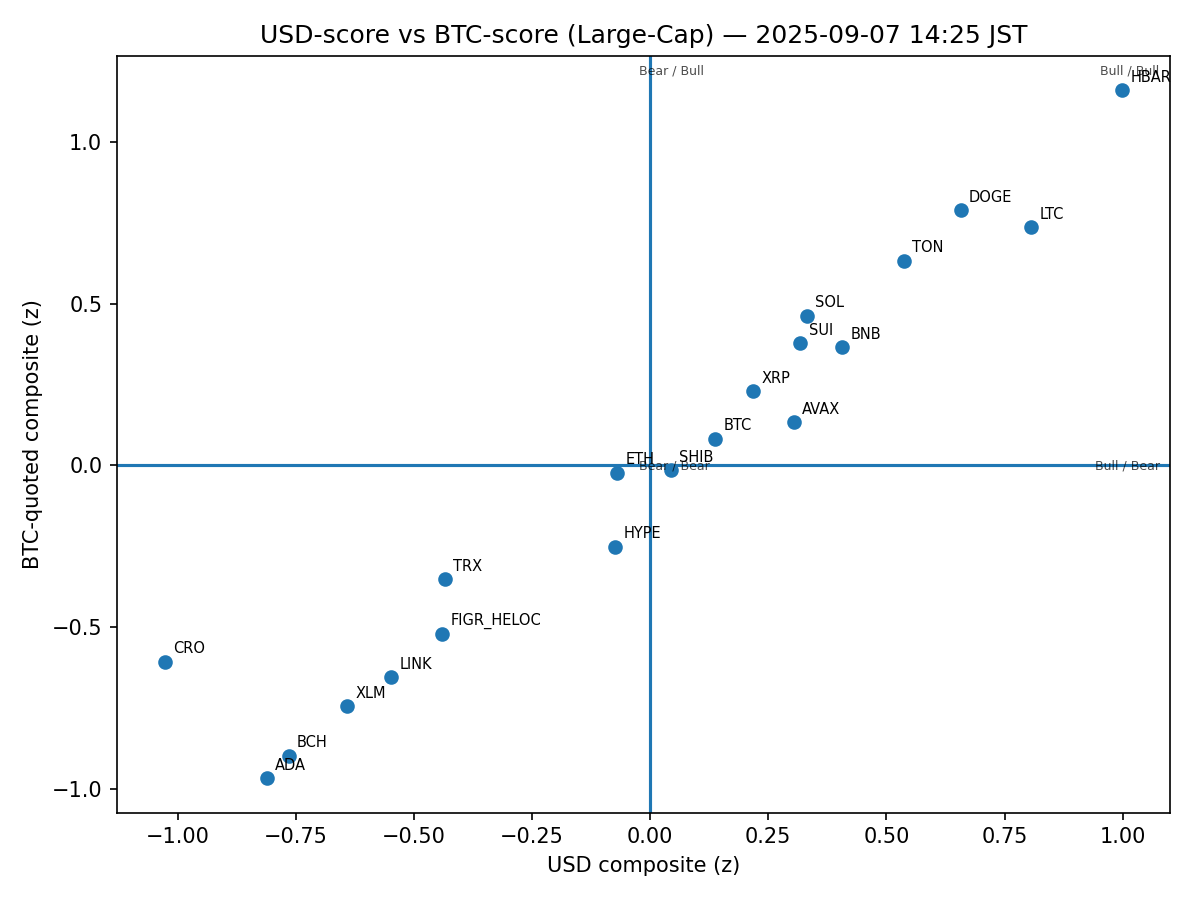 USD-score vs BTC-score (Large-Cap) — 2025-09-07 14:25 JST
Bear / Bull
Bull / Bull
HBAR
1.0
DOGE
LTC
TON
0.5
SOL
SUI
BNB
XRP
AVAX
BTC
SHIB
ETH
0.0
Bear / Bear
Bull / Bear
HYPE
TRX
FIGR_HELOC
−0.5
CRO
LINK
XLM
BCH
ADA
−1.0
BTC-quoted composite (z)
−1.00
−0.75
−0.50
−0.25
0.00
0.25
0.50
0.75
1.00
USD composite (z)